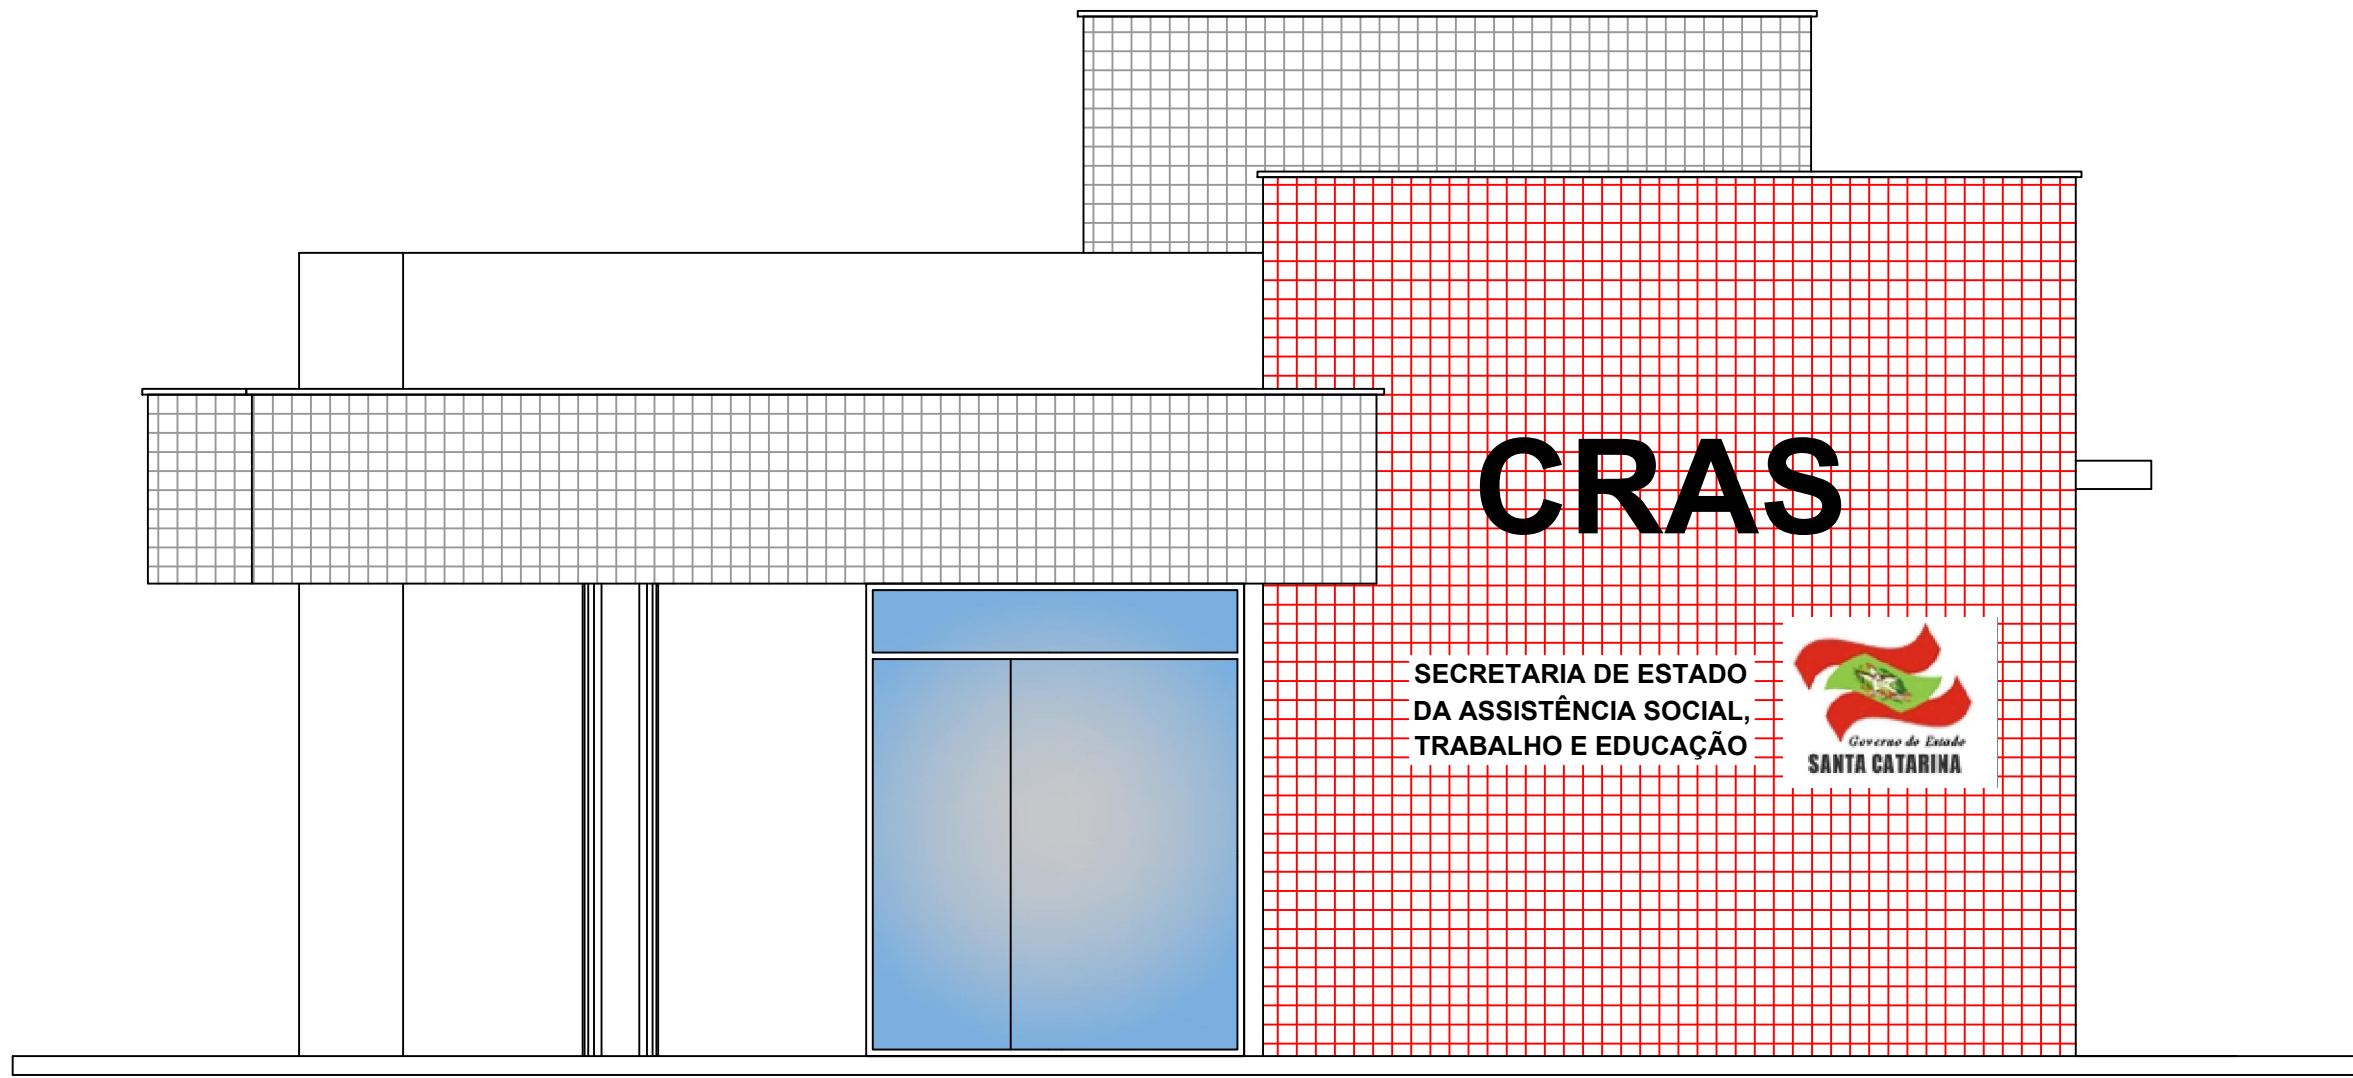 CRAS
SECRETARIA DE ESTADO
DA ASSISTÊNCIA SOCIAL,
TRABALHO E EDUCAÇÃO
Governo do Estado
SANTA CATARINA